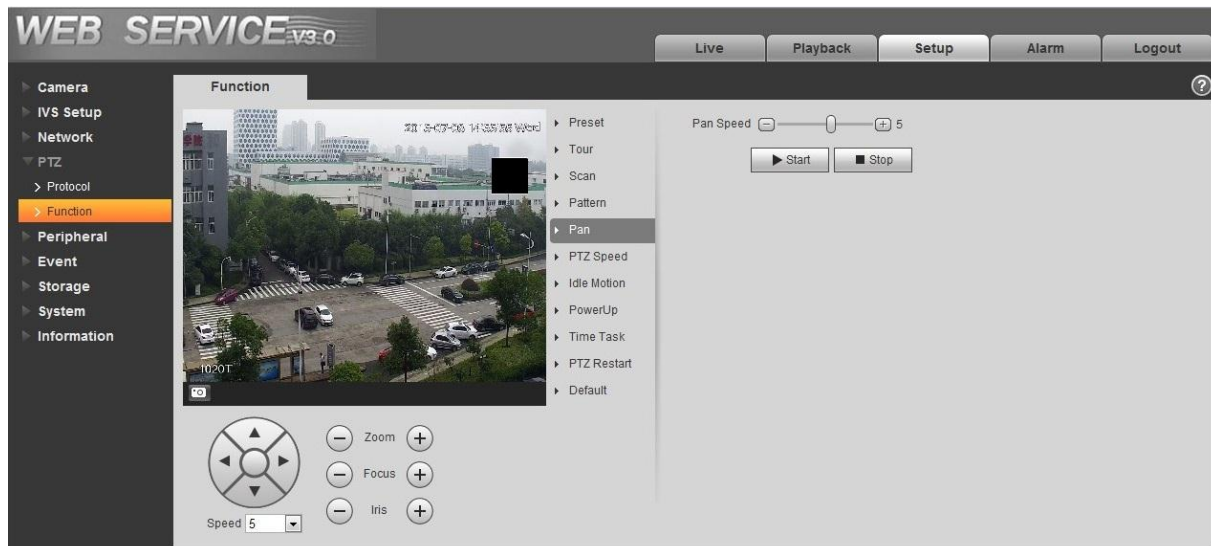 WEB SERVICE V3.0
Live
Playback
Setup
Alarm
Logout
Camera
IVS Setup
Network
PTZ
Protocol
Function
Peripheral
Event
Storage
System
Information
Function
1020T
Preset
Tour
Scan
Pattern
Pan
PTZ Speed
Idle Motion
PowerUp
Time Task
PTZ Restart
Default
Pan Speed 5
Start
Stop
Zoom
Focus
Iris
Speed 5